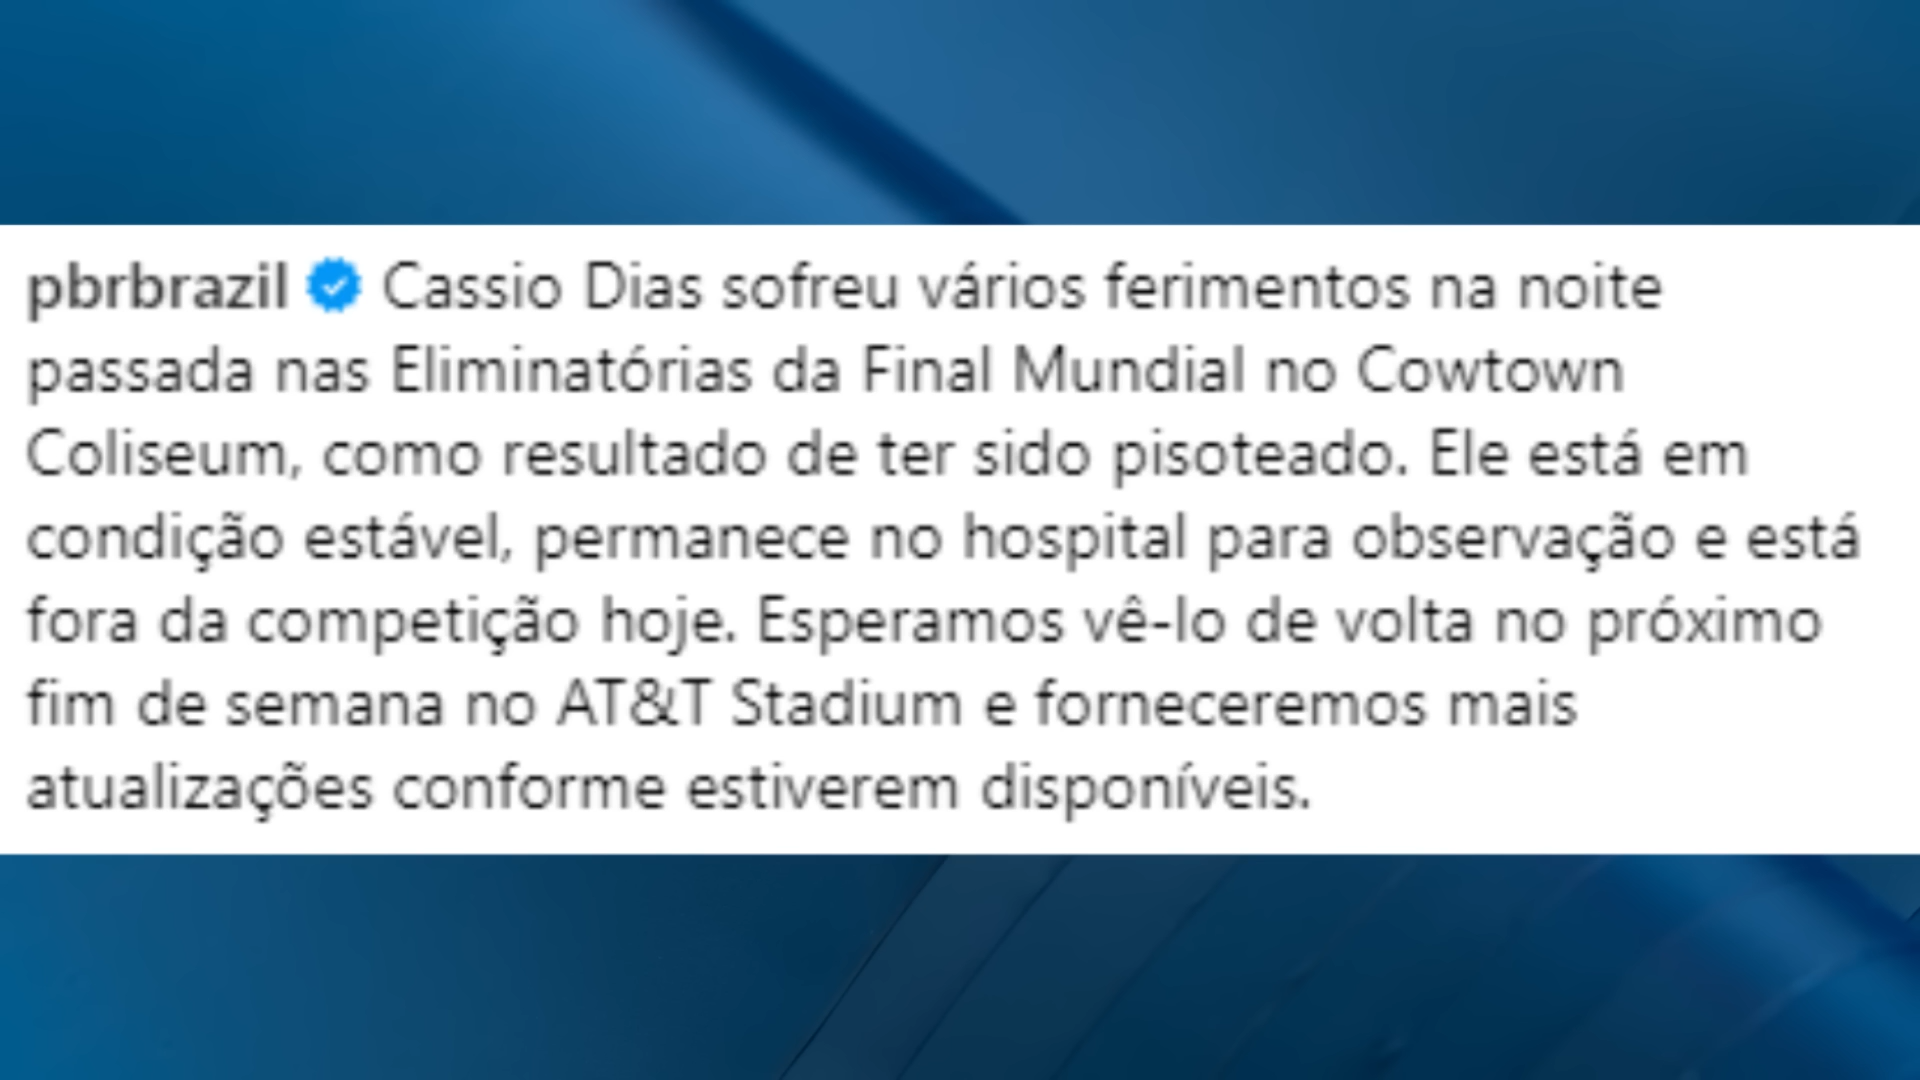 pbrbrazil Cassio Dias sofreu vários ferimentos na noite
passada nas Eliminatórias da Final Mundial no Cowtown
Coliseum, como resultado de ter sido pisoteado. Ele está em
condição estável, permanece no hospital para observação e está
fora da competição hoje. Esperamos vê-lo de volta no próximo
fim de semana no AT&T Stadium e forneceremos mais
atualizações conforme estiverem disponíveis.